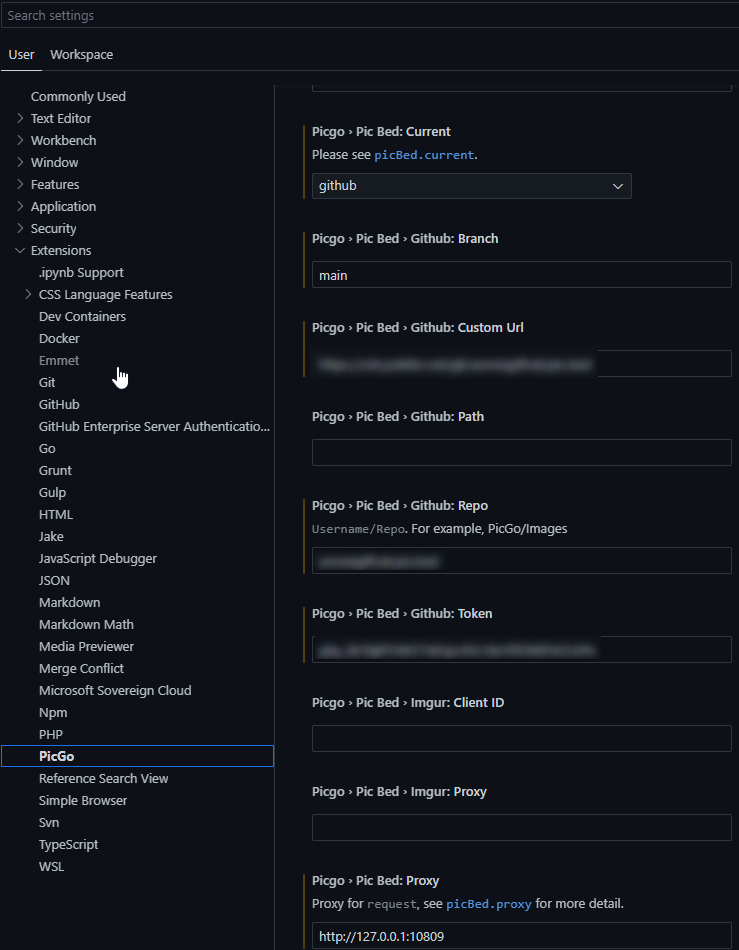 Search settings
User
Workspace
Commonly Used
Text Editor
Workbench
Window
Features
Application
Security
Extensions
.ipynb Support
CSS Language Features
Dev Containers
Docker
Emmet
Git
GitHub
GitHub Enterprise Server Authenticatio...
Go
Grunt
Gulp
HTML
Jake
JavaScript Debugger
JSON
Markdown
Markdown Math
Media Previewer
Merge Conflict
Microsoft Sovereign Cloud
Npm
PHP
PicGo
Reference Search View
Simple Browser
Svn
TypeScript
WSL
Picgo › Pic Bed: Current
Please see picBed.current.
github
Picgo › Pic Bed › Github: Branch
main
Picgo › Pic Bed › Github: Custom Url
Picgo › Pic Bed › Github: Path
Picgo › Pic Bed › Github: Repo
Username/Repo. For example, PicGo/Images
Picgo › Pic Bed › Github: Token
Picgo › Pic Bed › Imgur: Client ID
Picgo › Pic Bed › Imgur: Proxy
Picgo › Pic Bed: Proxy
Proxy for request, see picBed.proxy for more detail.
http://127.0.0.1:10809